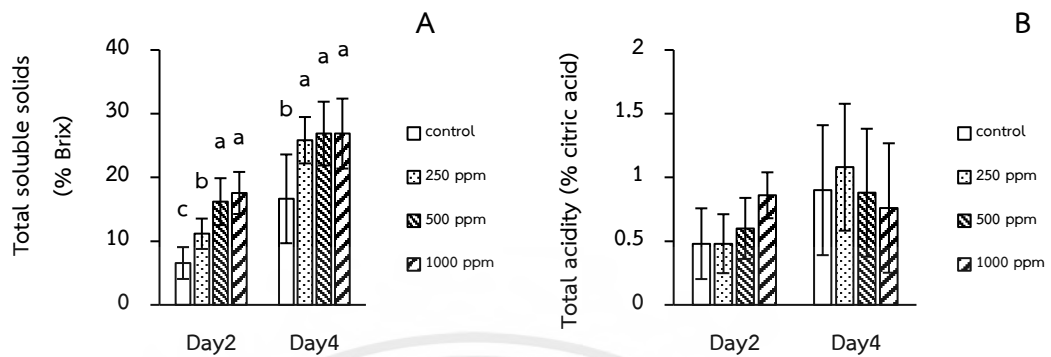 A
Total soluble solids
(% Brix)
40
30
20
10
0
c
b
a
a
b
a
a
a
Day2
Day4
control
250 ppm
500 ppm
1000 ppm
B
Total acidity (% citric acid)
2
1.5
1
0.5
0
Day2
Day4
control
250 ppm
500 ppm
1000 ppm